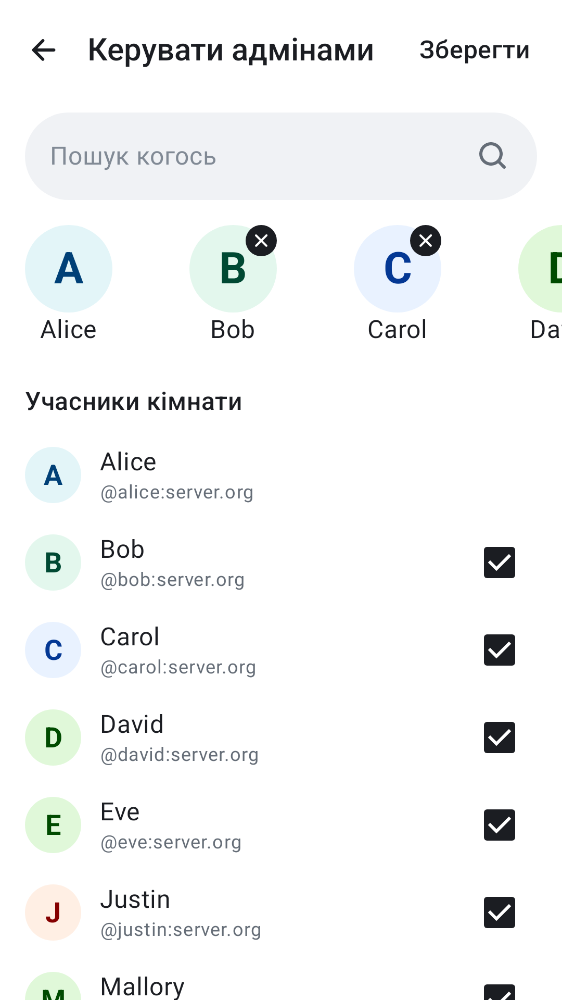 Керувати адмінами
Зберегти
Пошук когось
A
B
C
D
Alice
Bob
Carol
Da
Учасники кімнати
A
Alice
@alice:server.org
B
Bob
@bob:server.org
C
Carol
@carol:server.org
D
David
@david:server.org
E
Eve
@eve:server.org
J
Justin
@justin:server.org
M
Mallory